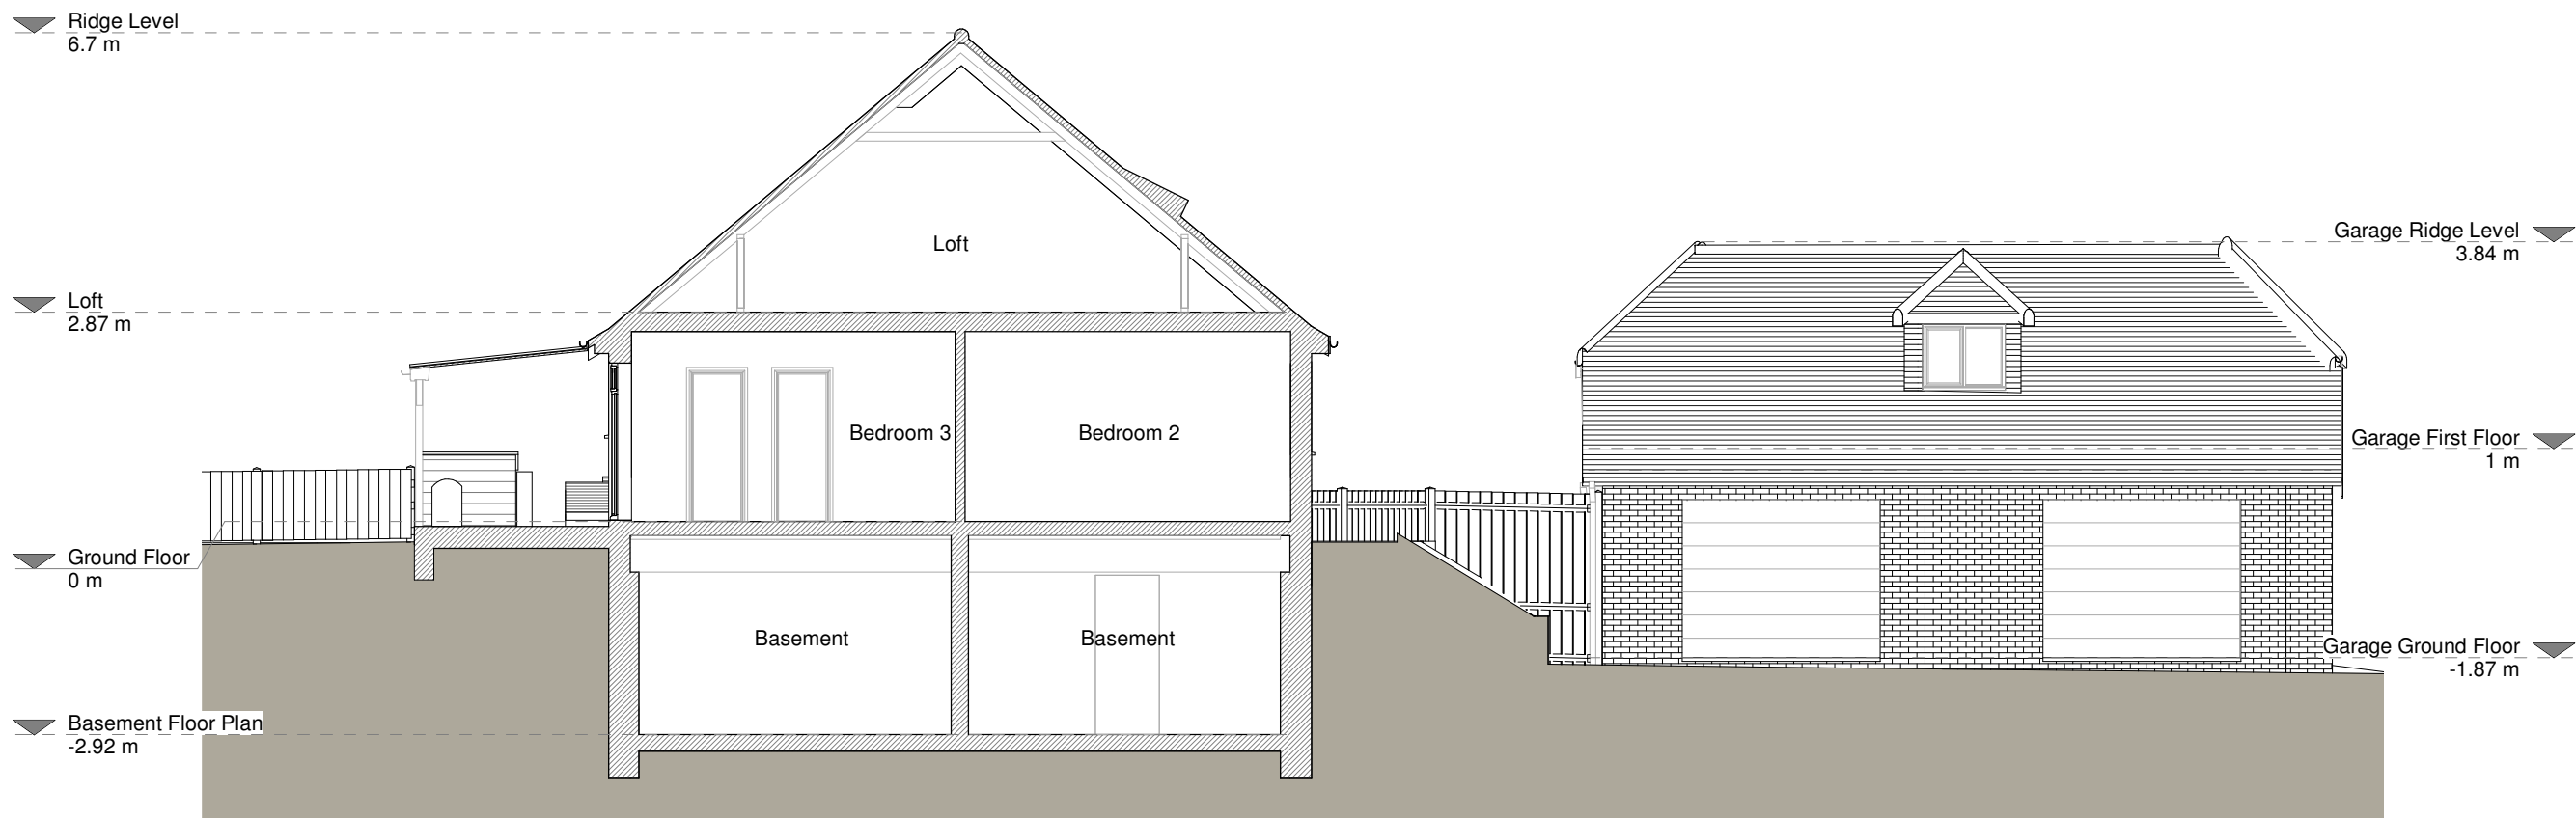 Ridge Level
6.7 m
Loft
Garage Ridge Level
3.84 m
Loft
2.87 m
Bedroom 3
Bedroom 2
Garage First Floor
1 m
Ground Floor
0 m
Basement
Basement
Garage Ground Floor
-1.87 m
Basement Floor Plan
-2.92 m